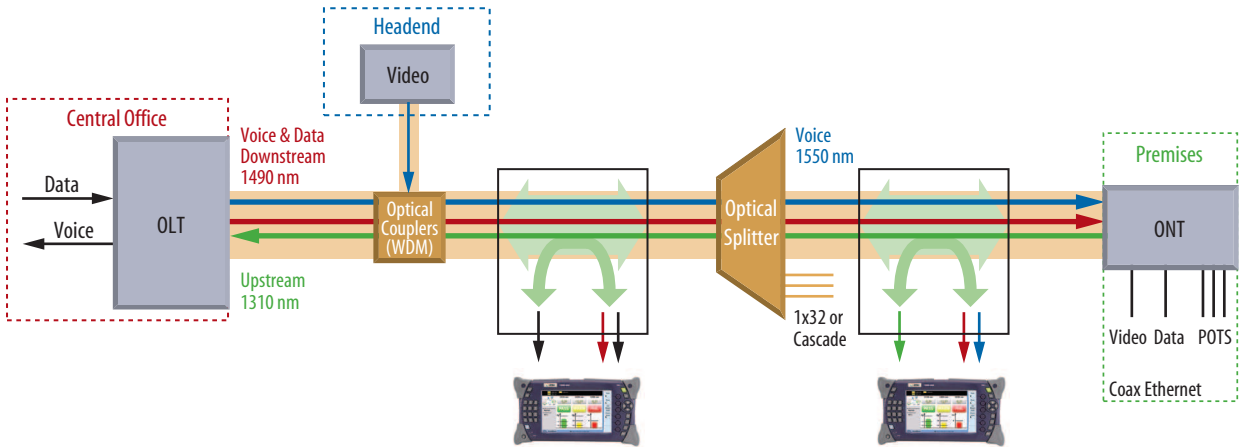 Headend
Video
Central Office
Data
Voice
OLT
Voice & Data
Downstream
1490 nm
Upstream
1310 nm
Optical
Couplers
(WDM)
Optical
Splitter
Voice
1550 nm
1x32 or
Cascade
Premises
ONT
Video Data POTS
Coax Ethernet